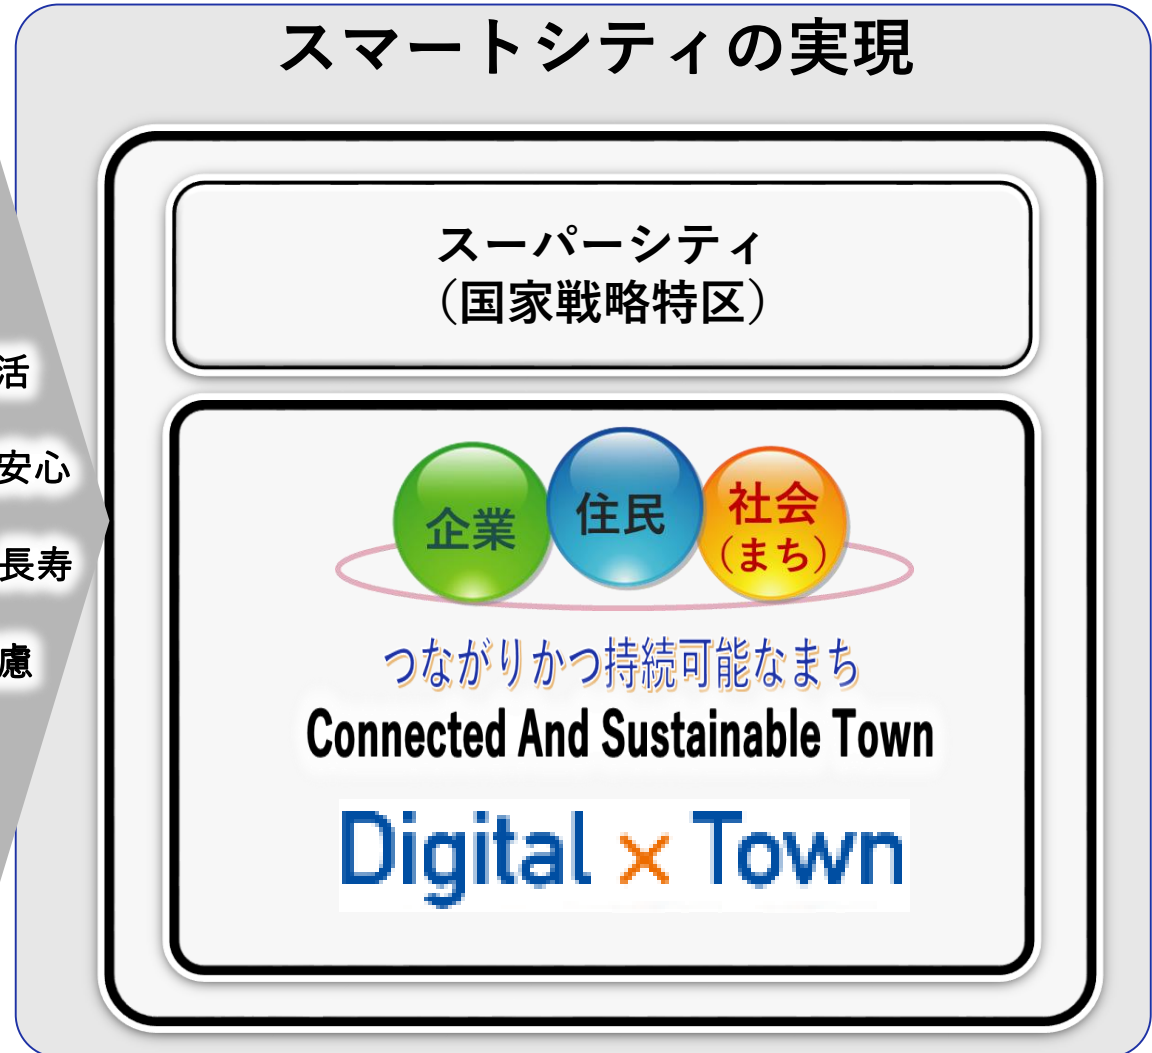 スマートシティの実現
スーパーシティ
（国家戦略特区）
活
安心
長寿
慮
企業
住民
社会
（まち）
つながりかつ持続可能なまち
Connected And Sustainable Town
Digital × Town